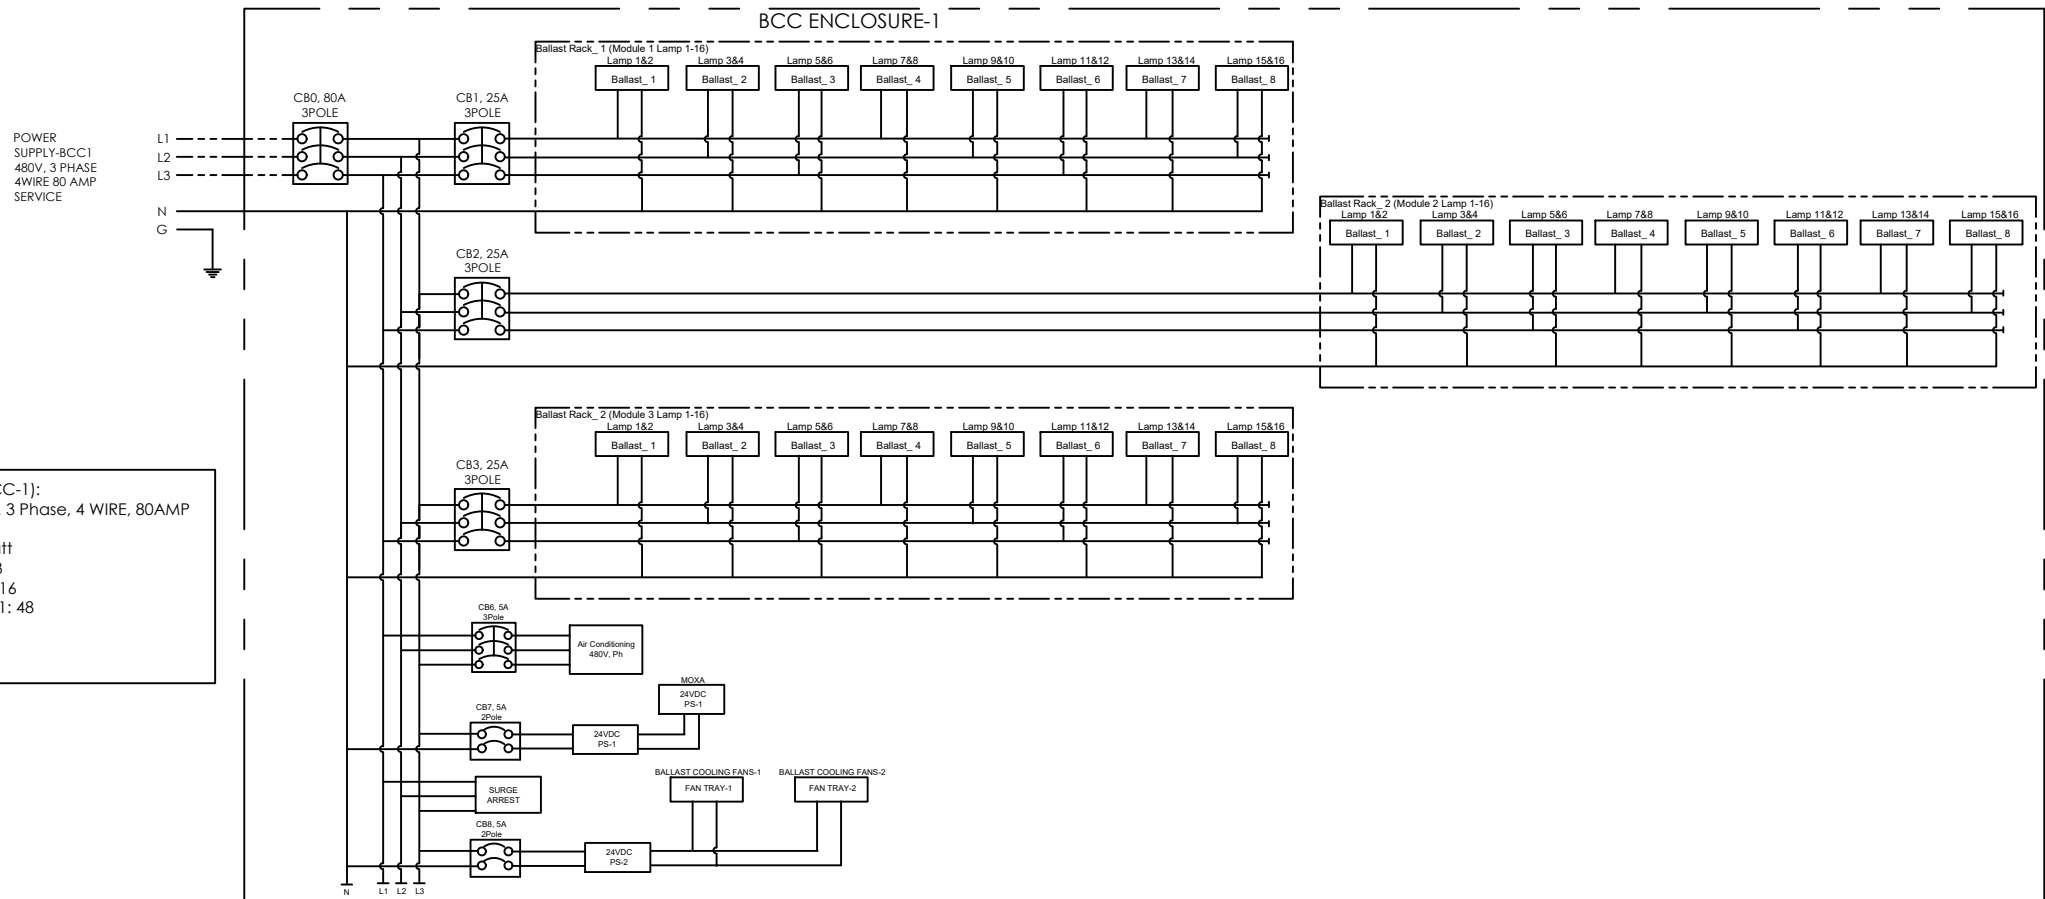 BCC ENCLOSURE-1
Ballast Rack_ 1 (Module 1 Lamp 1-16)
Lamp 1&2 Lamp 3&4 Lamp 5&6 Lamp 7&8 Lamp 9&10 Lamp 11&12 Lamp 13&14 Lamp 15&16
Ballast_ 1 Ballast_ 2 Ballast_ 3 Ballast_ 4 Ballast_ 5 Ballast_ 6 Ballast_ 7 Ballast_ 8
CB0, 80A
3POLE
CB1, 25A
3POLE
POWER
SUPPLY-BCC1
480V, 3 PHASE
4WIRE 80 AMP
SERVICE
L1
L2
L3
N
G
Ballast Rack_ 2 (Module 2 Lamp 1-16)
Lamp 1&2 Lamp 3&4 Lamp 5&6 Lamp 7&8 Lamp 9&10 Lamp 11&12 Lamp 13&14 Lamp 15&16
Ballast_ 1 Ballast_ 2 Ballast_ 3 Ballast_ 4 Ballast_ 5 Ballast_ 6 Ballast_ 7 Ballast_ 8
CB2, 25A
3POLE
Ballast Rack_ 2 (Module 3 Lamp 1-16)
Lamp 1&2 Lamp 3&4 Lamp 5&6 Lamp 7&8 Lamp 9&10 Lamp 11&12 Lamp 13&14 Lamp 15&16
Ballast_ 1 Ballast_ 2 Ballast_ 3 Ballast_ 4 Ballast_ 5 Ballast_ 6 Ballast_ 7 Ballast_ 8
CB3, 25A
3POLE
C-1):
, 3 Phase, 4 WIRE, 80AMP
tt
16
1: 48
CB6, 5A
3Pole
Air Conditioning
480V, Ph
MOXA
24VDC
PS-1
CB7, 5A
2Pole
24VDC
PS-1
SURGE
ARREST
BALLAST COOLING FANS-1
FAN TRAY-1
BALLAST COOLING FANS-2
FAN TRAY-2
CB8, 5A
2Pole
24VDC
PS-2
N L1 L2 L3